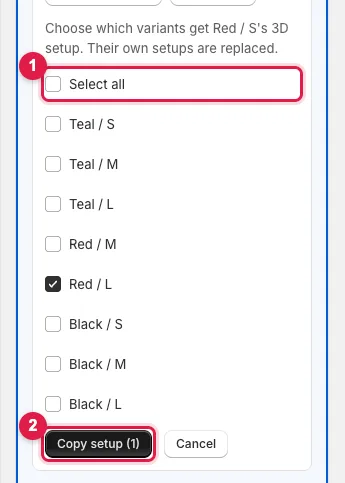 Choose which variants get Red / S's 3D
setup. Their own setups are replaced.
1
Select all
Teal / S
Teal / M
Teal / L
Red / M
Red / L
Black / S
Black / M
Black / L
2
Copy setup (1) Cancel